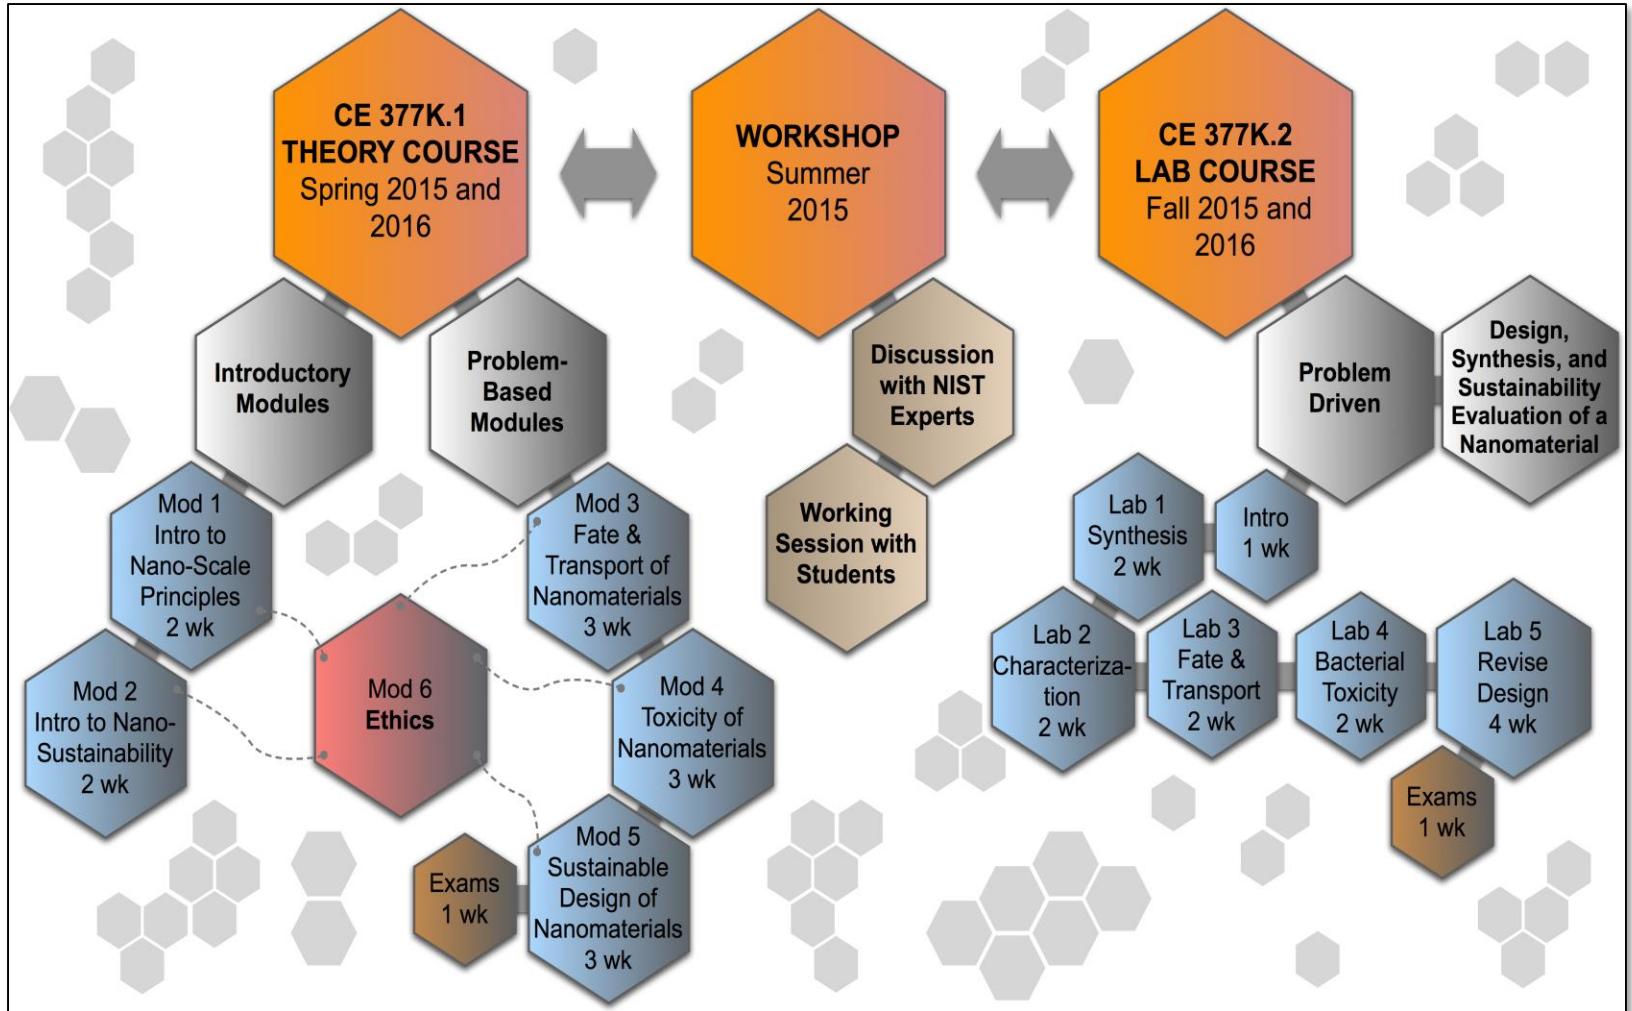 CE 377K.1
THEORY COURSE
Spring 2015 and
2016
WORKSHOP
Summer
2015
CE 377K.2
LAB COURSE
Fall 2015 and
2016
Introductory
Modules
Problem-
Based
Modules
Discussion
with NIST
Experts
Working
Session with
Students
Problem
Driven
Design,
Synthesis, and
Sustainability
Evaluation of a
Nanomaterial
Mod 1
Intro to
Nano-Scale
Principles
2 wk
Mod 2
Intro to Nano-
Sustainability
2 wk
Mod 3
Fate &
Transport of
Nanomaterials
3 wk
Mod 4
Toxicity of
Nanomaterials
3 wk
Mod 5
Sustainable
Design of
Nanomaterials
3 wk
Mod 6
Ethics
Exams
1 wk
Intro
1 wk
Lab 1
Synthesis
2 wk
Lab 2
Characteriza-
tion
2 wk
Lab 3
Fate &
Transport
2 wk
Lab 4
Bacterial
Toxicity
2 wk
Lab 5
Revise
Design
4 wk
Exams
1 wk